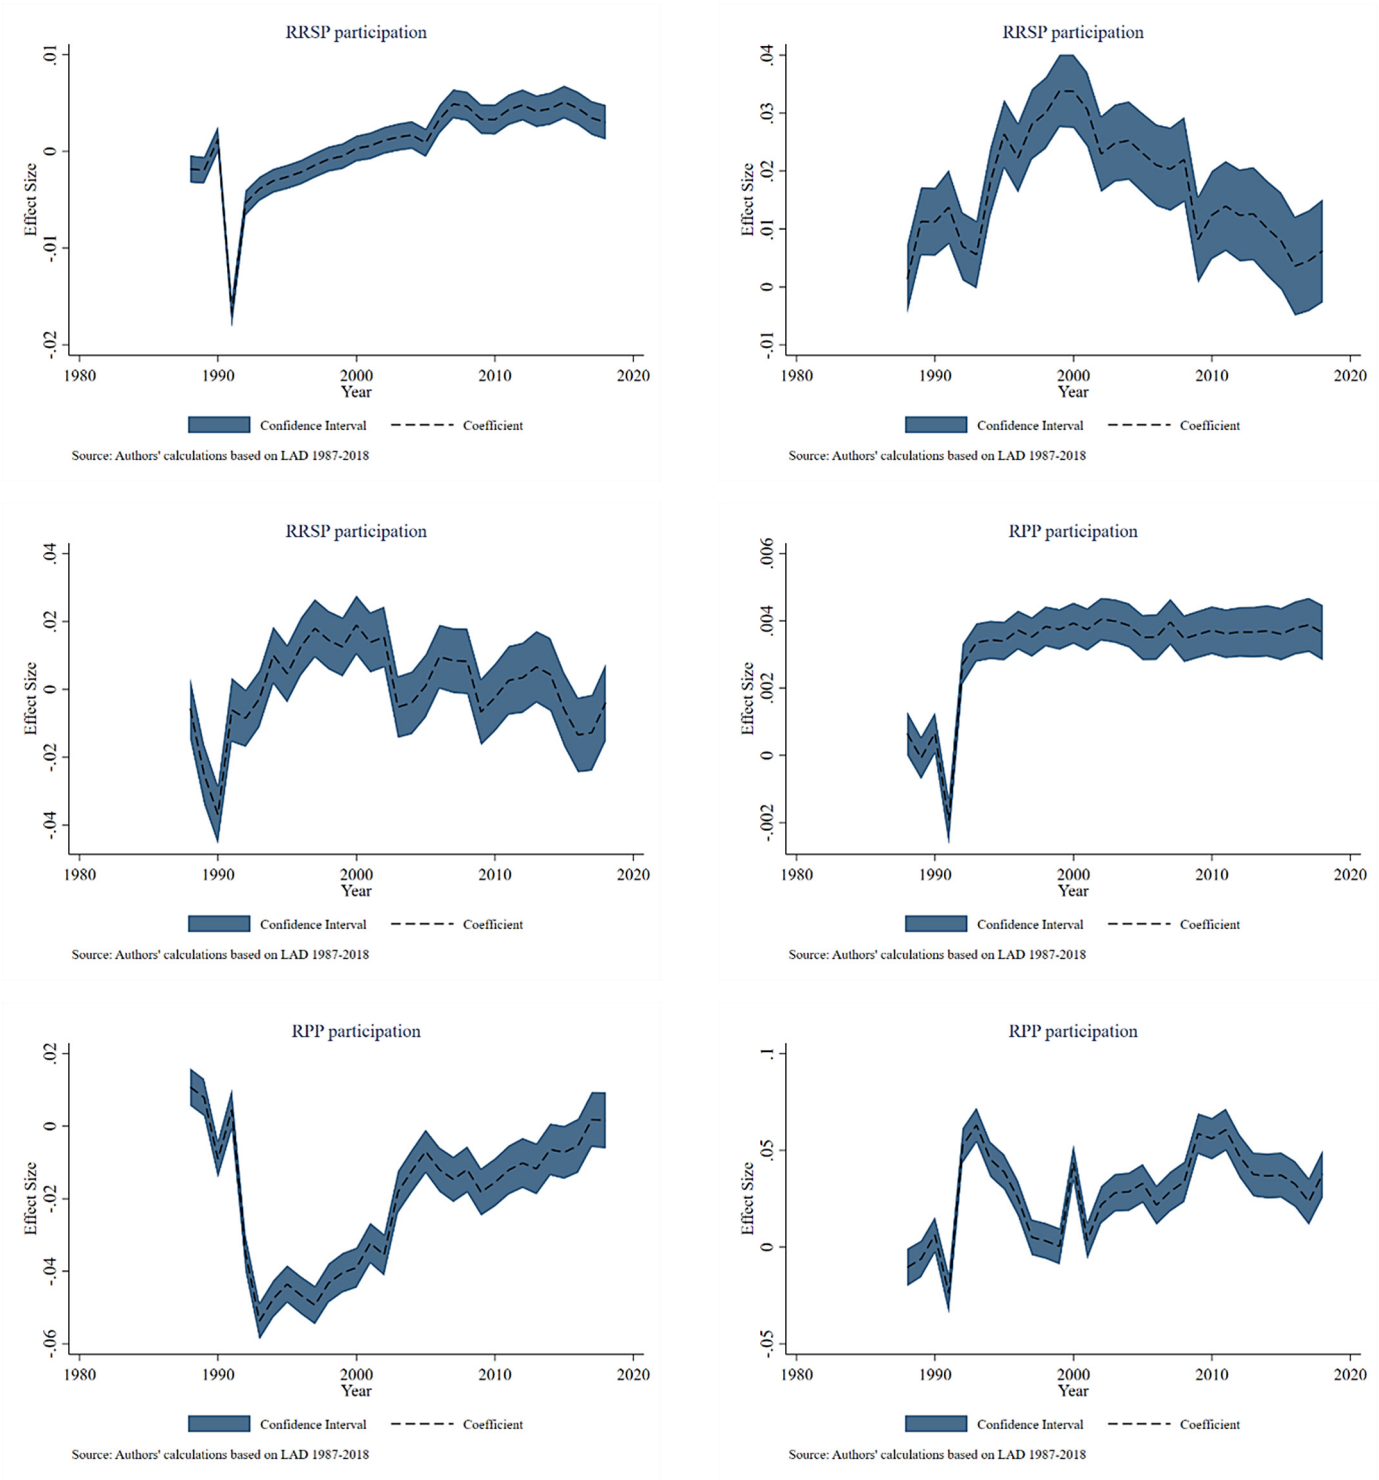 RRSP participation
Effect Size
.01
0
-.01
-.02
1980 1990 2000 2010 2020
Year
Confidence Interval Coefficient
Source: Authors' calculations based on LAD 1987-2018
RRSP participation
Effect Size
.04
.03
.02
.01
0
-.01
1980 1990 2000 2010 2020
Year
Confidence Interval Coefficient
Source: Authors' calculations based on LAD 1987-2018
RRSP participation
Effect Size
.04
.02
0
-.02
-.04
1980 1990 2000 2010 2020
Year
Confidence Interval Coefficient
Source: Authors' calculations based on LAD 1987-2018
RPP participation
Effect Size
.006
.004
.002
0
-.002
1980 1990 2000 2010 2020
Year
Confidence Interval Coefficient
Source: Authors' calculations based on LAD 1987-2018
RPP participation
Effect Size
.02
0
-.02
-.04
-.06
1980 1990 2000 2010 2020
Year
Confidence Interval Coefficient
Source: Authors' calculations based on LAD 1987-2018
RPP participation
Effect Size
.1
.05
0
-.05
1980 1990 2000 2010 2020
Year
Confidence Interval Coefficient
Source: Authors' calculations based on LAD 1987-2018